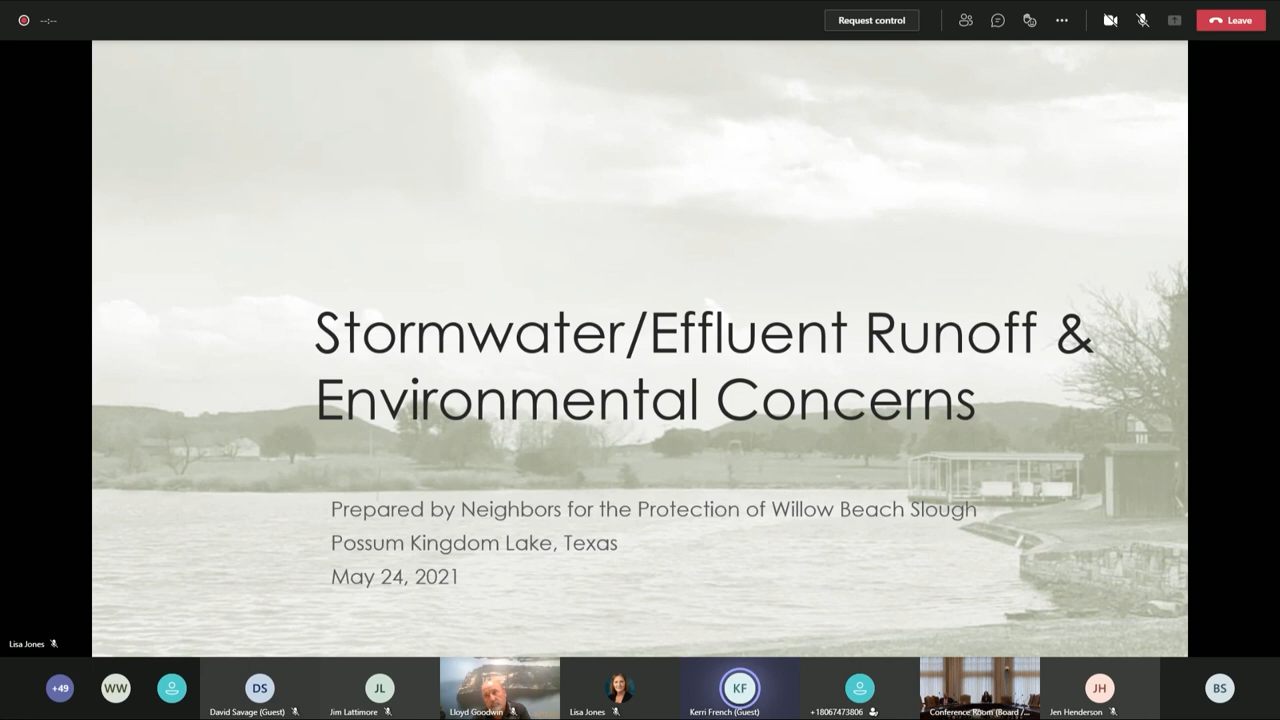 --:--
Request control
Leave
Stormwater/Effluent Runoff &
Environmental Concerns
Prepared by Neighbors for the Protection of Willow Beach Slough
Possum Kingdom Lake, Texas
May 24, 2021
Lisa Jones
+49
WW
DS
JL
KF
JH
BS
David Savage (Guest)
Jim Lattimore
Lloyd Goodwin
Lisa Jones
Kerri French (Guest)
+18067473806
Conference Room (Board /...
Jen Henderson